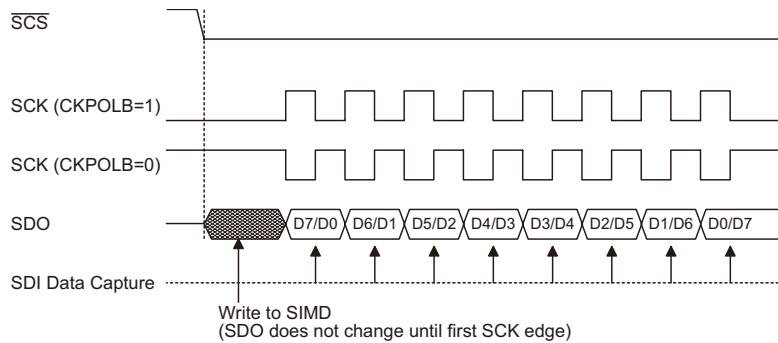 SCS
SCK (CKPOLB=1)
SCK (CKPOLB=0)
SDO
D7/D0 D6/D1 D5/D2 D4/D3 D3/D4 D2/D5 D1/D6 D0/D7
SDI Data Capture
Write to SIMD
(SDO does not change until first SCK edge)